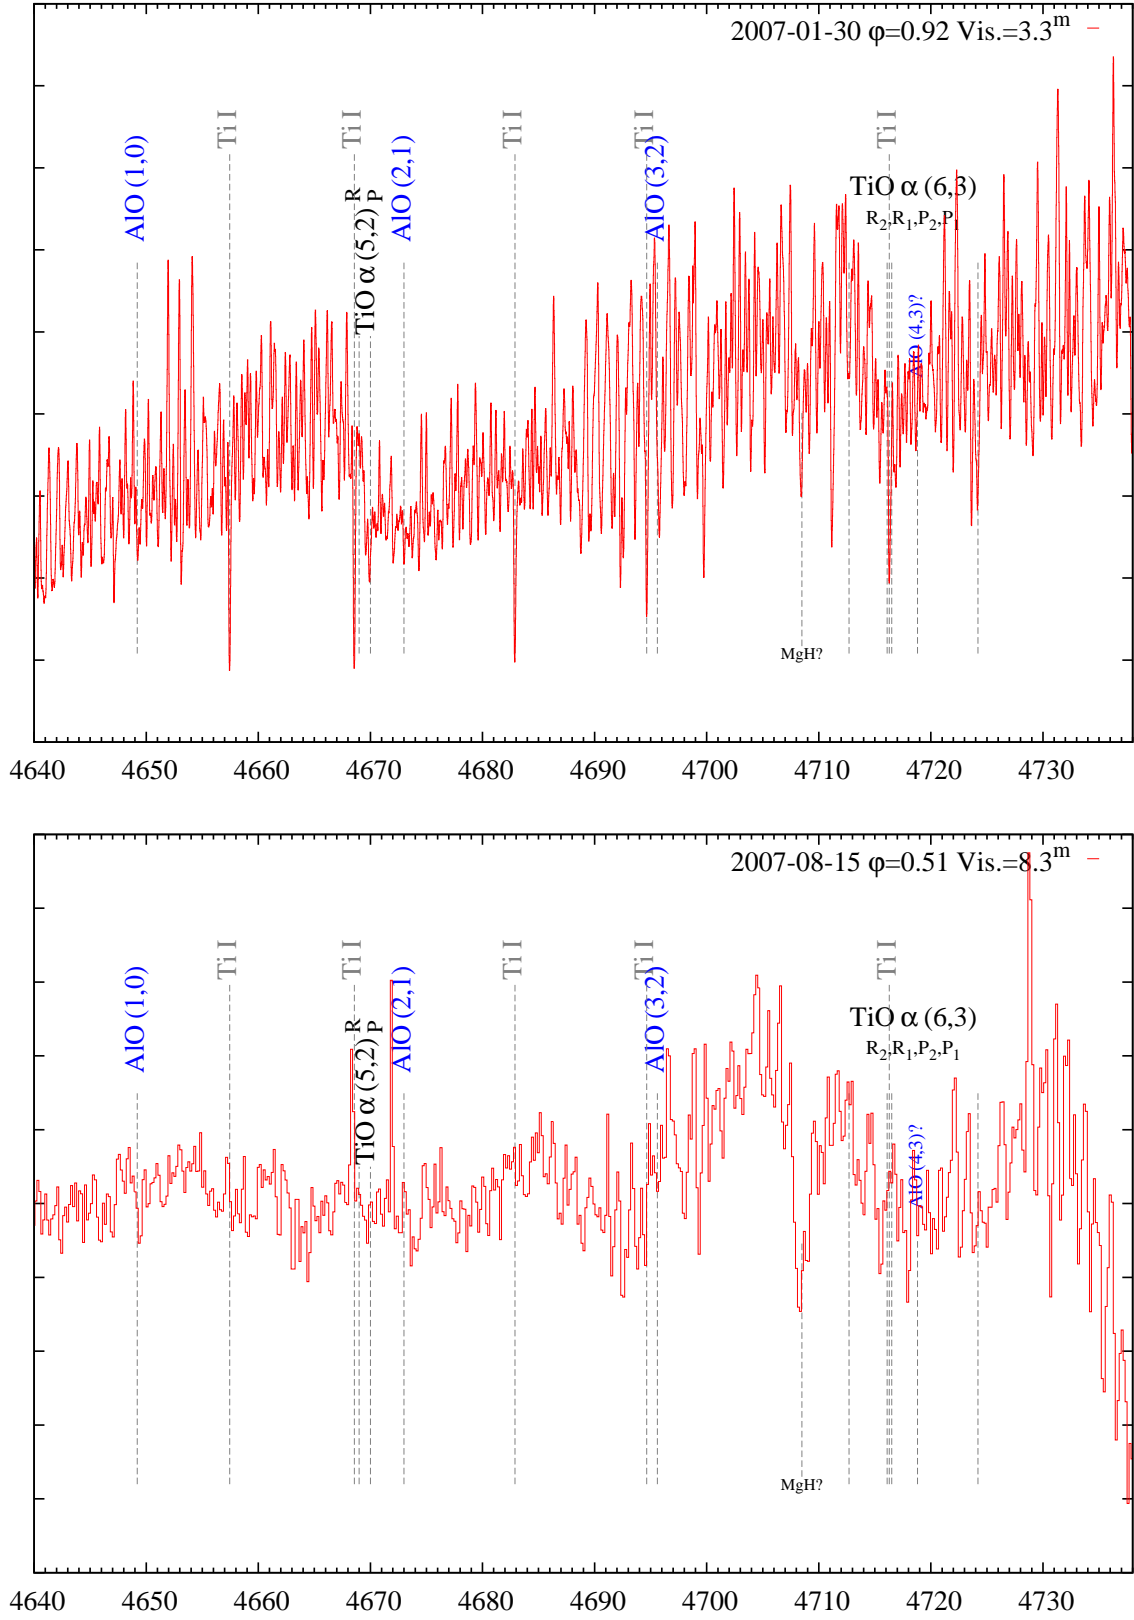 2007-01-30 φ=0.92 Vis.=3.3m
AlO (1,0)
Ti I
Ti I
TiO α (5,2) R P
AlO (2,1)
Ti I
Ti I
AlO (3,2)
Ti I
TiO α (6,3)
R2,R1,P2,P1
AlO (4,3)?
MgH?
4640 4650 4660 4670 4680 4690 4700 4710 4720 4730
2007-08-15 φ=0.51 Vis.=8.3m
AlO (1,0)
Ti I
Ti I
TiO α (5,2) R P
AlO (2,1)
Ti I
Ti I
AlO (3,2)
Ti I
TiO α (6,3)
R2,R1,P2,P1
AlO (4,3)?
MgH?
4640 4650 4660 4670 4680 4690 4700 4710 4720 4730